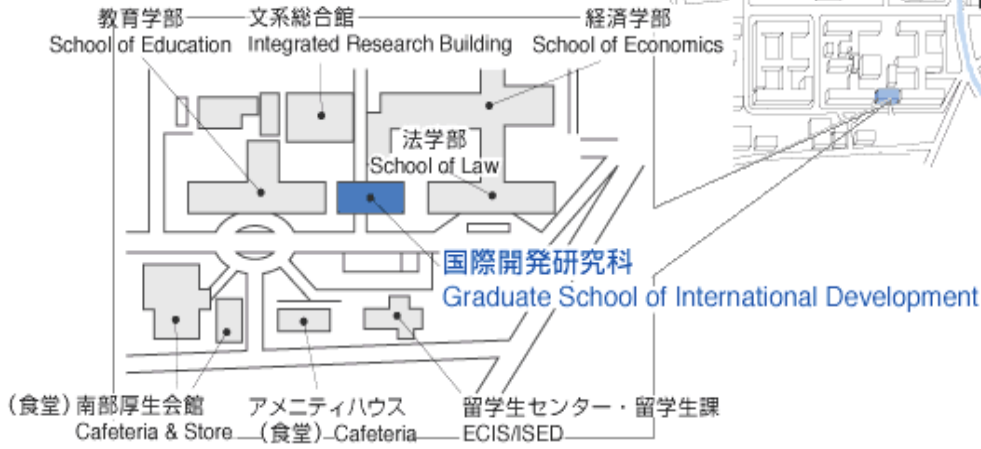 教育学部
School of Education
文系総合館
Integrated Research Building
経済学部
School of Economics
法学部
School of Law
国際開発研究科
Graduate School of International Development
(食堂) 南部厚生会館
Cafeteria & Store
アメニティハウス
(食堂) Cafeteria
留学生センター・留学生課
ECIS/ISED